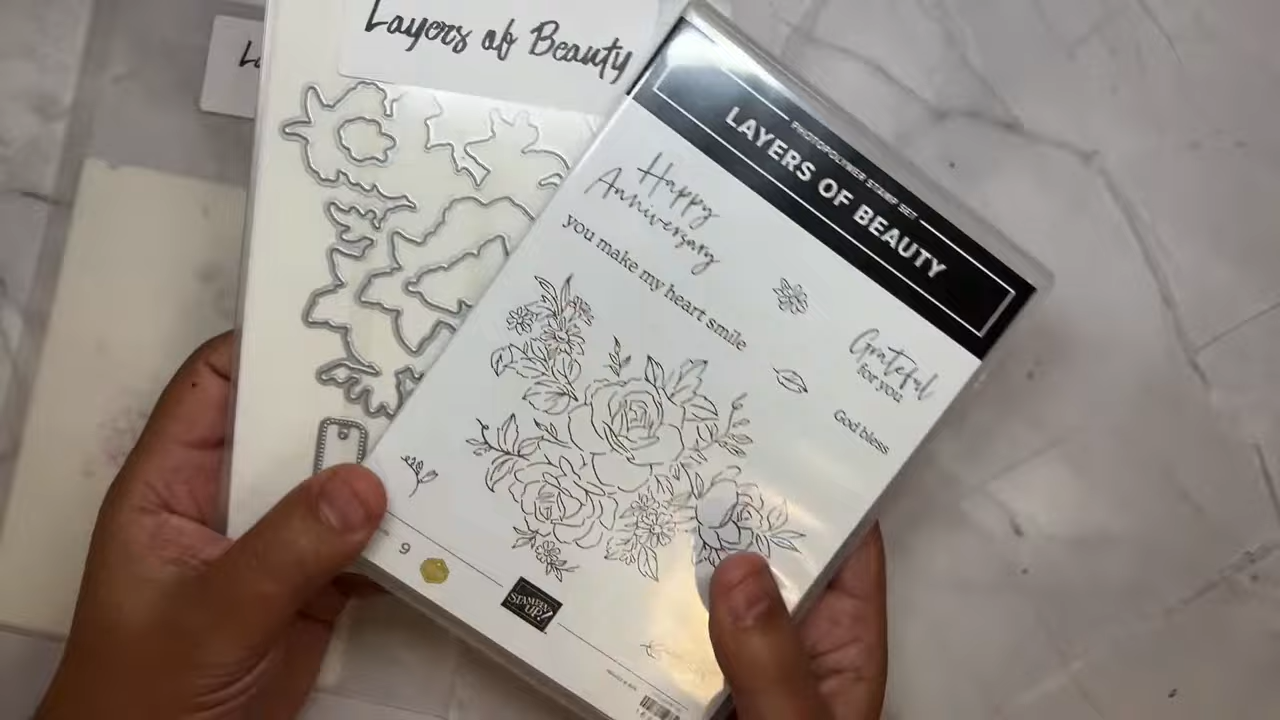 Layers of Beauty
PHOTOPOLYMER STAMP SET
LAYERS OF BEAUTY
Happy
Anniversary
you make my heart smile
Grateful
for you
God bless
9
STAMPIN'
UP!